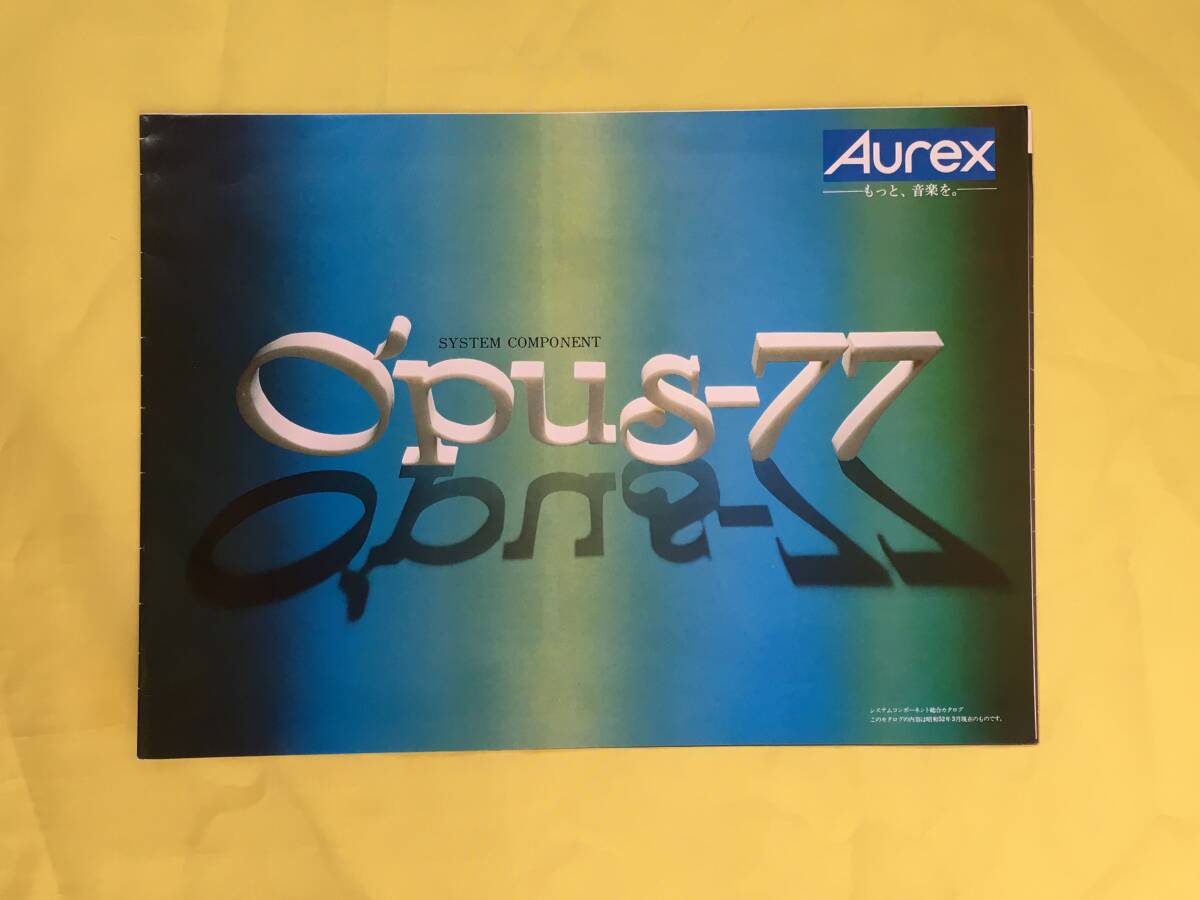 Aurex
もっと、音楽を。
SYSTEM COMPONENT
O'pus-77
システムコンポーネント総合カタログ
このカタログの内容は昭和52年3月現在のものです。